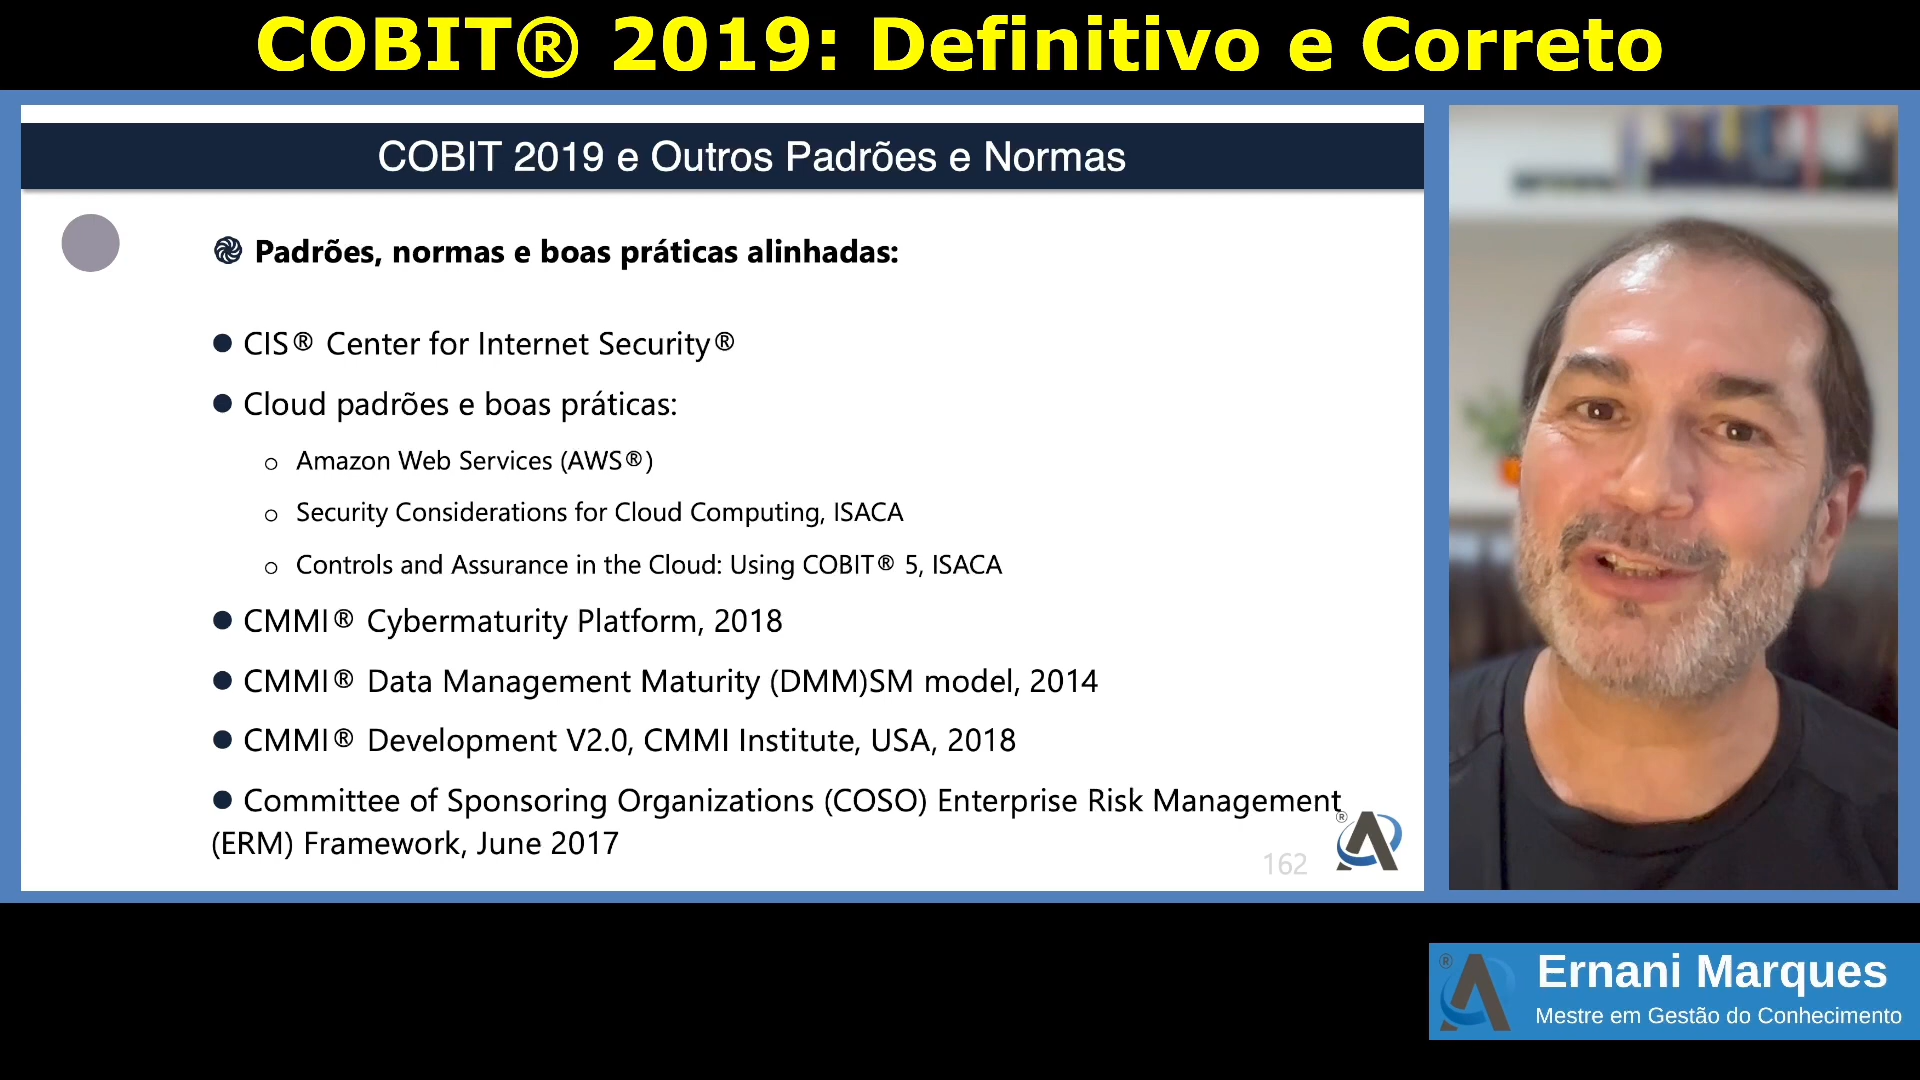 COBIT® 2019: Definitivo e Correto
COBIT 2019 e Outros Padrões e Normas
Padrões, normas e boas práticas alinhadas:
CIS® Center for Internet Security®
Cloud padrões e boas práticas:
Amazon Web Services (AWS®)
Security Considerations for Cloud Computing, ISACA
Controls and Assurance in the Cloud: Using COBIT® 5, ISACA
CMMI® Cybermaturity Platform, 2018
CMMI® Data Management Maturity (DMM)SM model, 2014
CMMI® Development V2.0, CMMI Institute, USA, 2018
Committee of Sponsoring Organizations (COSO) Enterprise Risk Management
(ERM) Framework, June 2017
162
®
®
Ernani Marques
Mestre em Gestão do Conhecimento